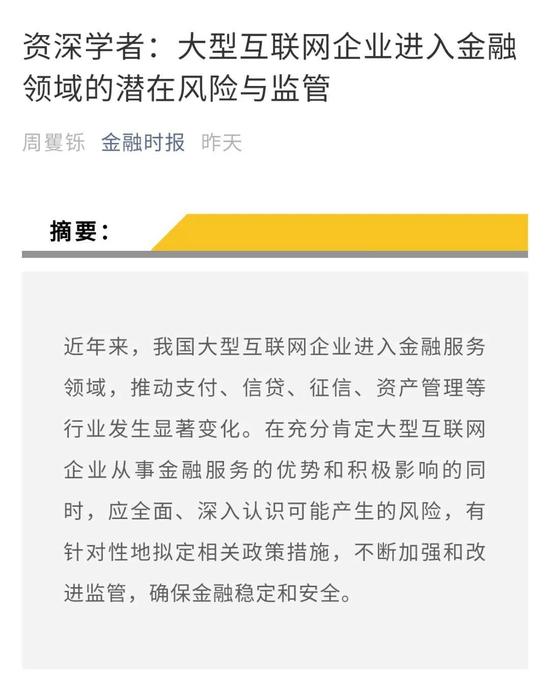 资深学者：大型互联网企业进入金融
领域的潜在风险与监管
周矍铄 金融时报 昨天
摘要：
近年来，我国大型互联网企业进入金融服务
领域，推动支付、信贷、征信、资产管理等
行业发生显著变化。在充分肯定大型互联网
企业从事金融服务的优势和积极影响的同
时，应全面、深入认识可能产生的风险，有
针对性地拟定相关政策措施，不断加强和改
进监管，确保金融稳定和安全。